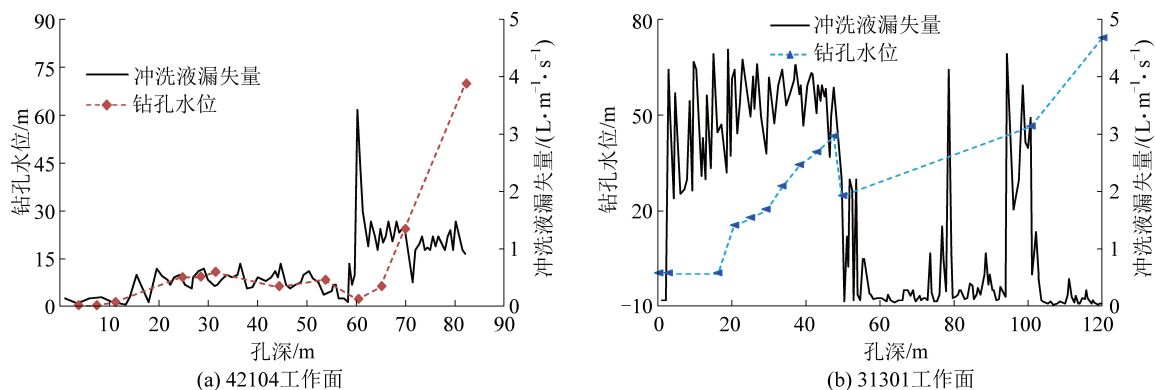 90
75
60
45
30
15
0
钻孔水位/m
冲洗液漏失量
钻孔水位
5
4
3
2
1
0
冲洗液漏失量/(L·m⁻¹·s⁻¹)
10 20 30 40 50 60 70 80 90
孔深/m
(a) 42104工作面
80
50
20
−10
钻孔水位/m
冲洗液漏失量
钻孔水位
5
4
3
2
1
0
冲洗液漏失量/(L·m⁻¹·s⁻¹)
0 20 40 60 80 100 120
孔深/m
(b) 31301工作面